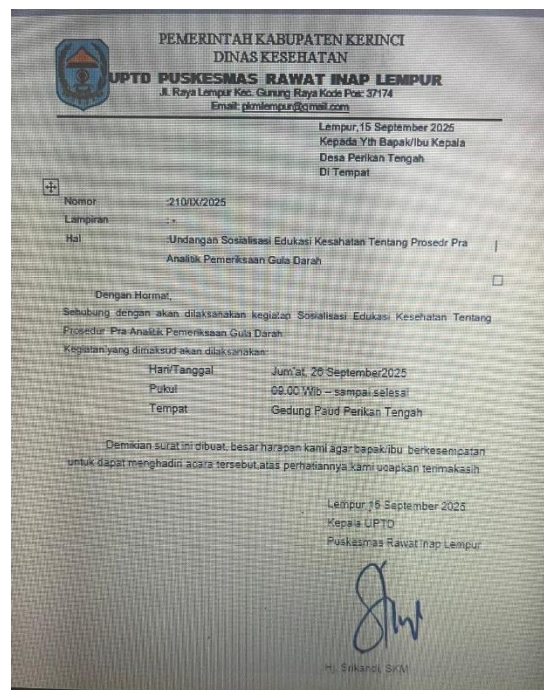 PEMERINTAH KABUPATEN KERINCI
DINAS KESEHATAN
UPTD PUSKESMAS RAWAT INAP LEMPUR
Jl. Raya Lempur Kec. Gunung Raya Kode Pos: 37174
Email: pkmlempur@gmail.com
Lempur,15 September 2025
Kepada Yth Bapak/Ibu Kepala
Desa Perikan Tengah
Di Tempat
Nomor :210/IX/2025
Lampiran : -
Hal :Undangan Sosialisasi Edukasi Kesahatan Tentang Prosedr Pra
Analitik Pemeriksaan Gula Darah
Dengan Hormat,
Sehubung dengan akan dilaksanakan kegiatan Sosialisasi Edukasi Kesehatan Tentang
Prosedur Pra Analitik Pemeriksaan Gula Darah
Kegiatan yang dimaksud akan dilaksanakan:
Hari/Tanggal Jum'at, 26 September2025
Pukul 09.00 Wib – sampai selesai
Tempat Gedung Paud Perikan Tengah
Demikian surat ini dibuat, besar harapan kami agar bapak/ibu berkesempatan
untuk dapat menghadiri acara tersebut,atas perhatiannya kami ucapkan terimakasih
Lempur,15 September 2025
Kepala UPTD
Puskesmas Rawat Inap Lempur
Hj. Srikandi, SKM